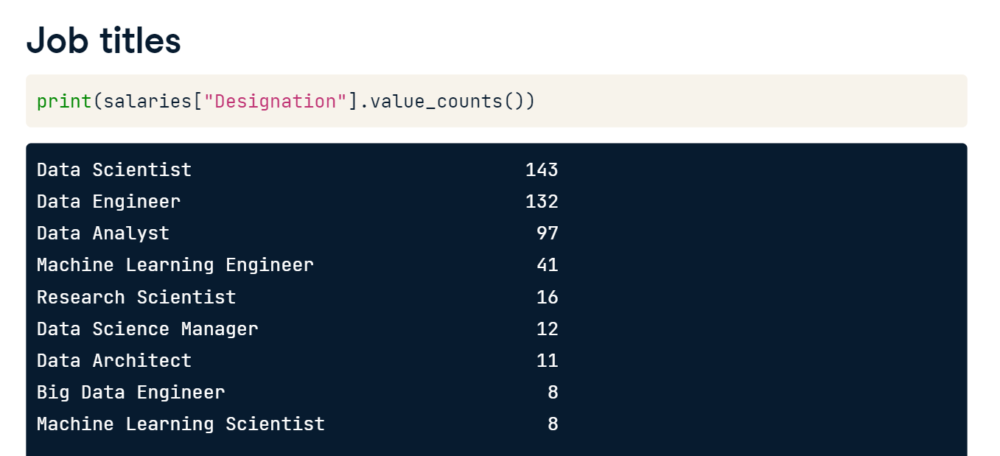 Job titles
print(salaries["Designation"].value_counts())
Data Scientist 143
Data Engineer 132
Data Analyst 97
Machine Learning Engineer 41
Research Scientist 16
Data Science Manager 12
Data Architect 11
Big Data Engineer 8
Machine Learning Scientist 8